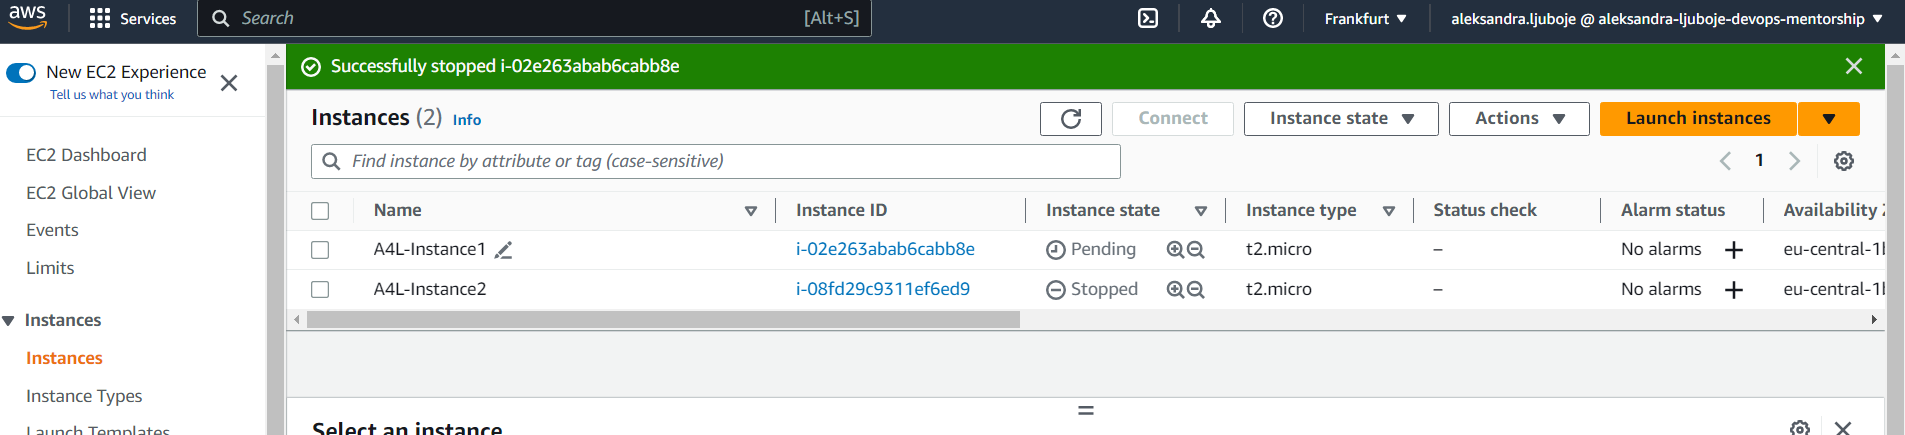 aws Services Search [Alt+S] Frankfurt aleksandra.ljuboje @ aleksandra-ljuboje-devops-mentorship
New EC2 Experience
Tell us what you think
EC2 Dashboard
EC2 Global View
Events
Limits
Instances
Instances
Instance Types
Launch Templates
Successfully stopped i-02e263abab6cabb8e
Instances (2) Info Connect Instance state Actions Launch instances
Find instance by attribute or tag (case-sensitive) 1
Name Instance ID Instance state Instance type Status check Alarm status Availability Z
A4L-Instance1 i-02e263abab6cabb8e Pending t2.micro – No alarms + eu-central-1b
A4L-Instance2 i-08fd29c9311ef6ed9 Stopped t2.micro – No alarms + eu-central-1b
Select an instance